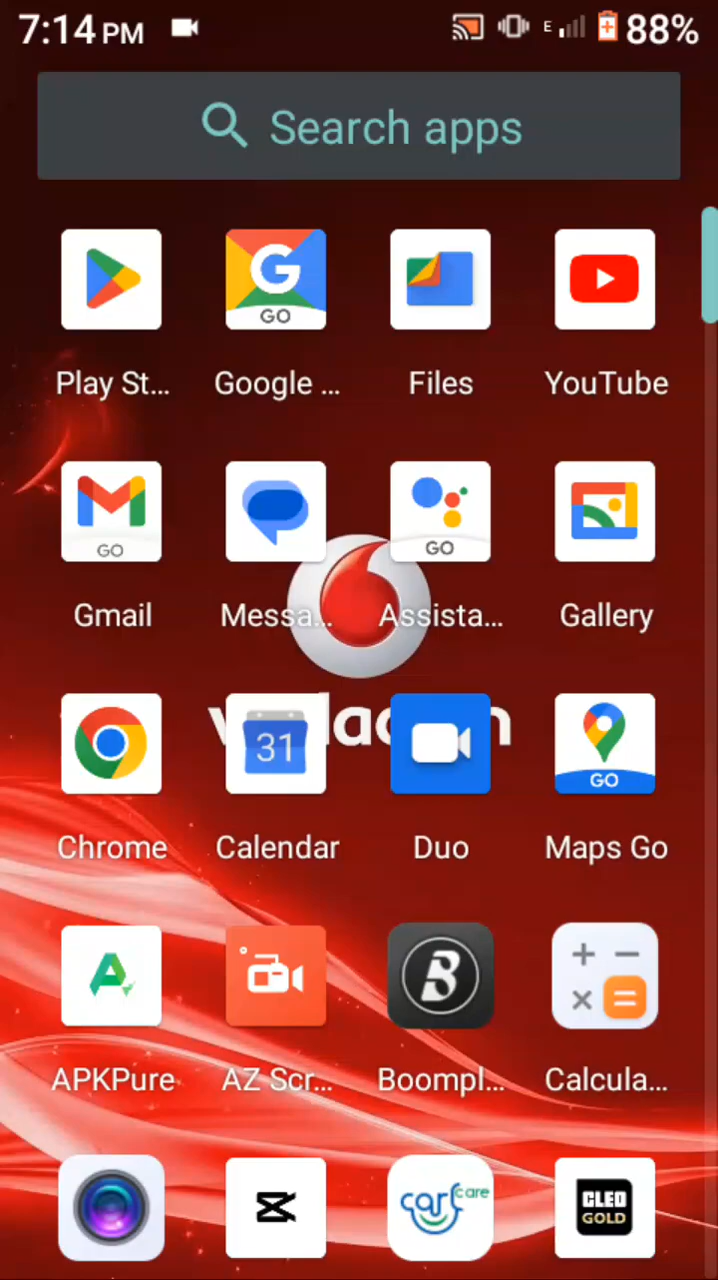 7:14 PM E 88%
Search apps
GO
Play St... Google ... Files YouTube
GO GO
Gmail Messa... Assista... Gallery
31 GO
Chrome Calendar Duo Maps Go
B
APKPure AZ Scr... Boompl... Calcula...
carlcare CLEO
GOLD